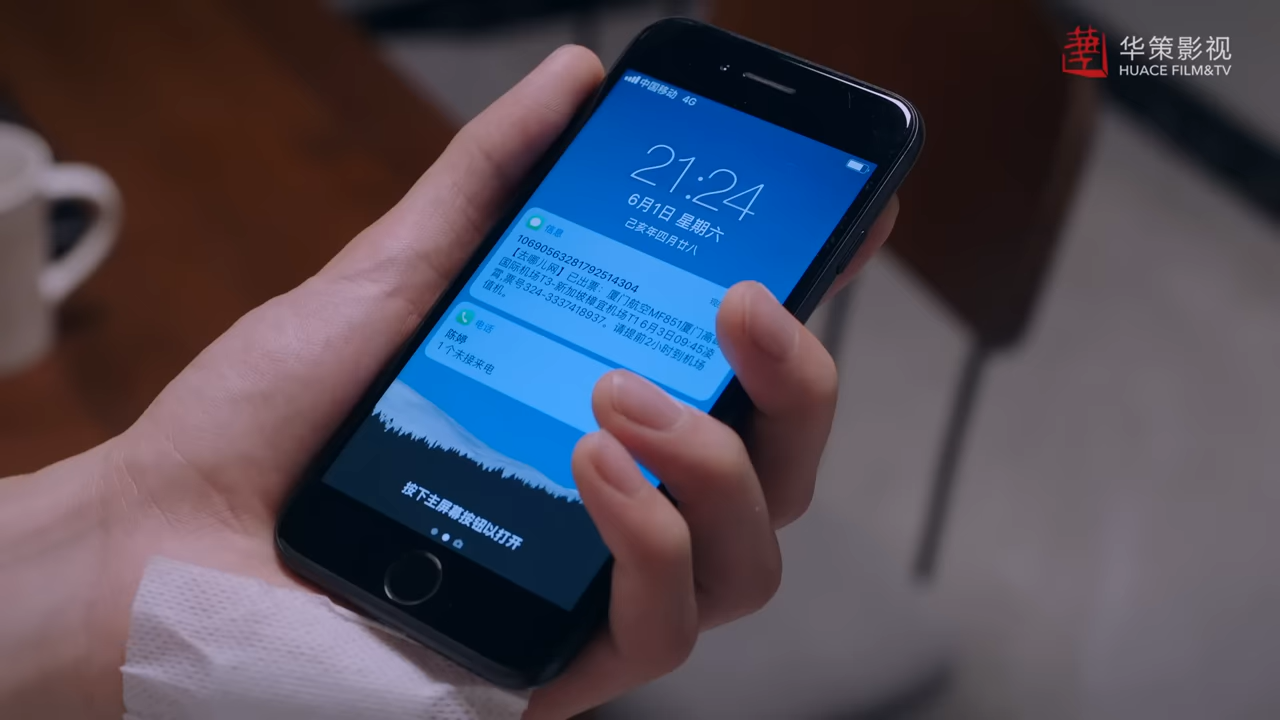 華
华策影视
HUACE FILM&TV
中国移动 4G
21:24
6月1日 星期六
己亥年四月廿八
信息
10690563281792514304
【去哪儿网】已出票:厦门航空MF851厦门高
国际机场T3-新加坡樟宜机场T1 6月3日09:45凌
霄,票号324-3337418937。请提前2小时到机场
值机。
电话
陈婷
1个未接来电
按下主屏幕按钮以打开